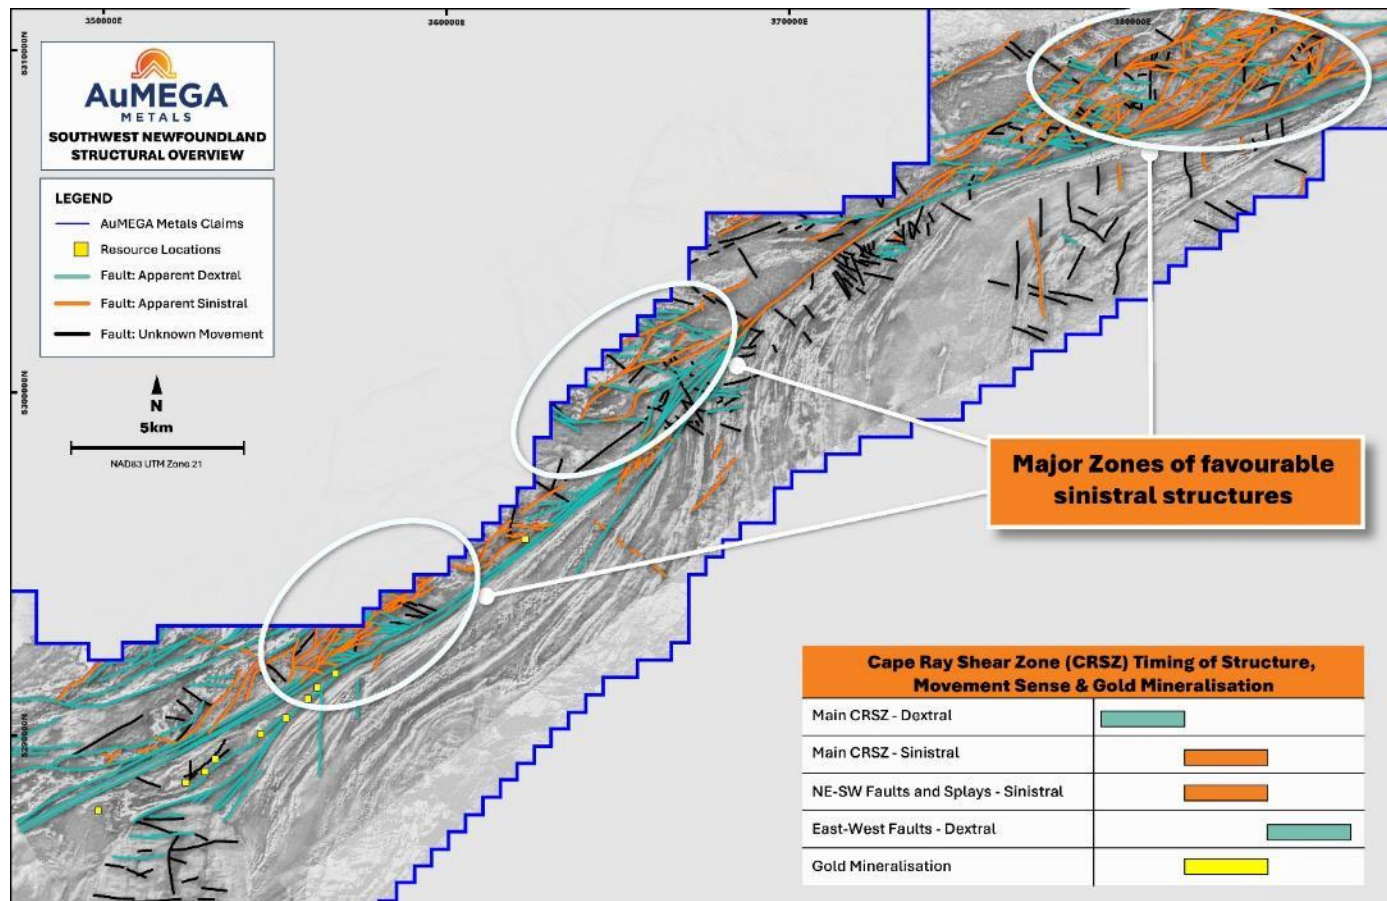 350000E
360000E
370000E
380000E
5310000N
5300000N
5290000N
AuMEGA
METALS
SOUTHWEST NEWFOUNDLAND
STRUCTURAL OVERVIEW
LEGEND
AuMEGA Metals Claims
Resource Locations
Fault: Apparent Dextral
Fault: Apparent Sinistral
Fault: Unknown Movement
N
5km
NAD83 UTM Zone 21
Major Zones of favourable
sinistral structures
Cape Ray Shear Zone (CRSZ) Timing of Structure,
Movement Sense & Gold Mineralisation
Main CRSZ - Dextral
Main CRSZ - Sinistral
NE-SW Faults and Splays - Sinistral
East-West Faults - Dextral
Gold Mineralisation